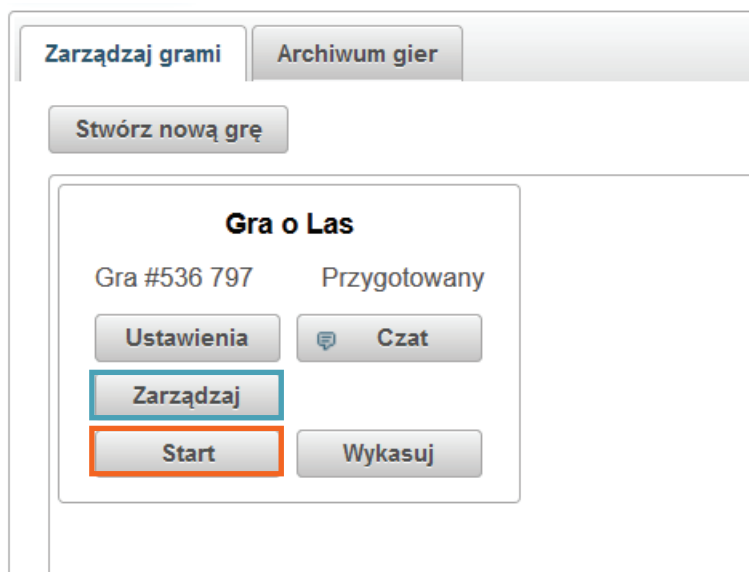 Zarządzaj grami Archiwum gier
Stwórz nową grę
Gra o Las
Gra #536 797 Przygotowany
Ustawienia Czat
Zarządzaj
Start Wykasuj